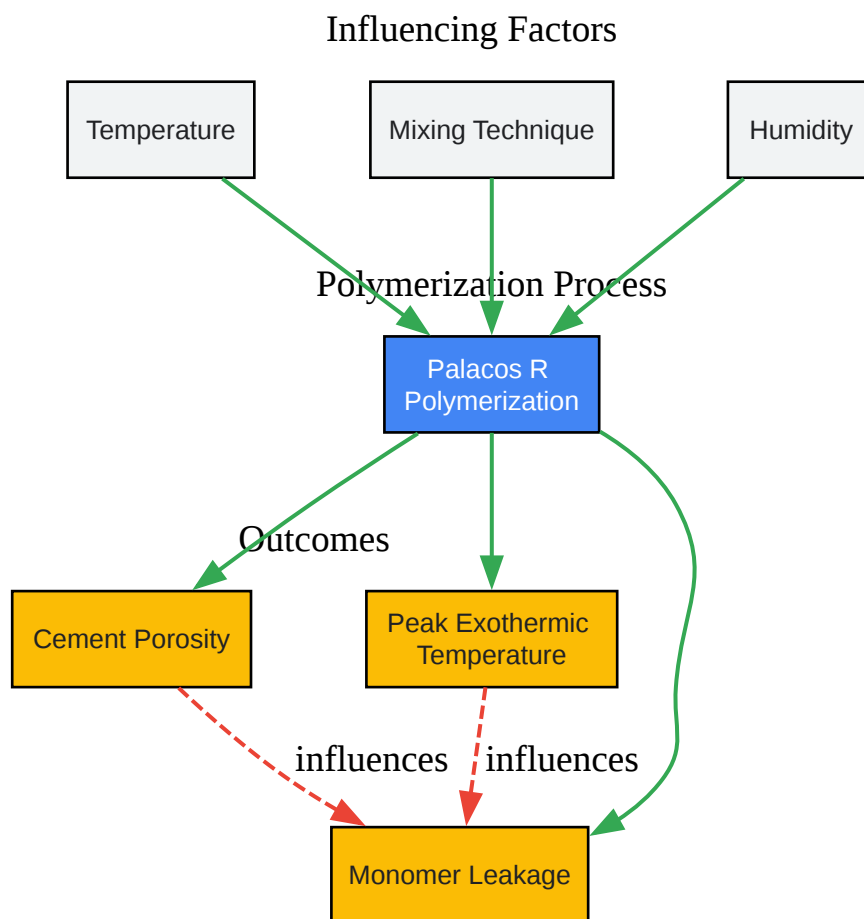 Influencing Factors
Temperature
Mixing Technique
Humidity
Polymerization Process
Palacos R
Polymerization
Outcomes
Cement Porosity
Peak Exothermic
Temperature
influences
influences
Monomer Leakage